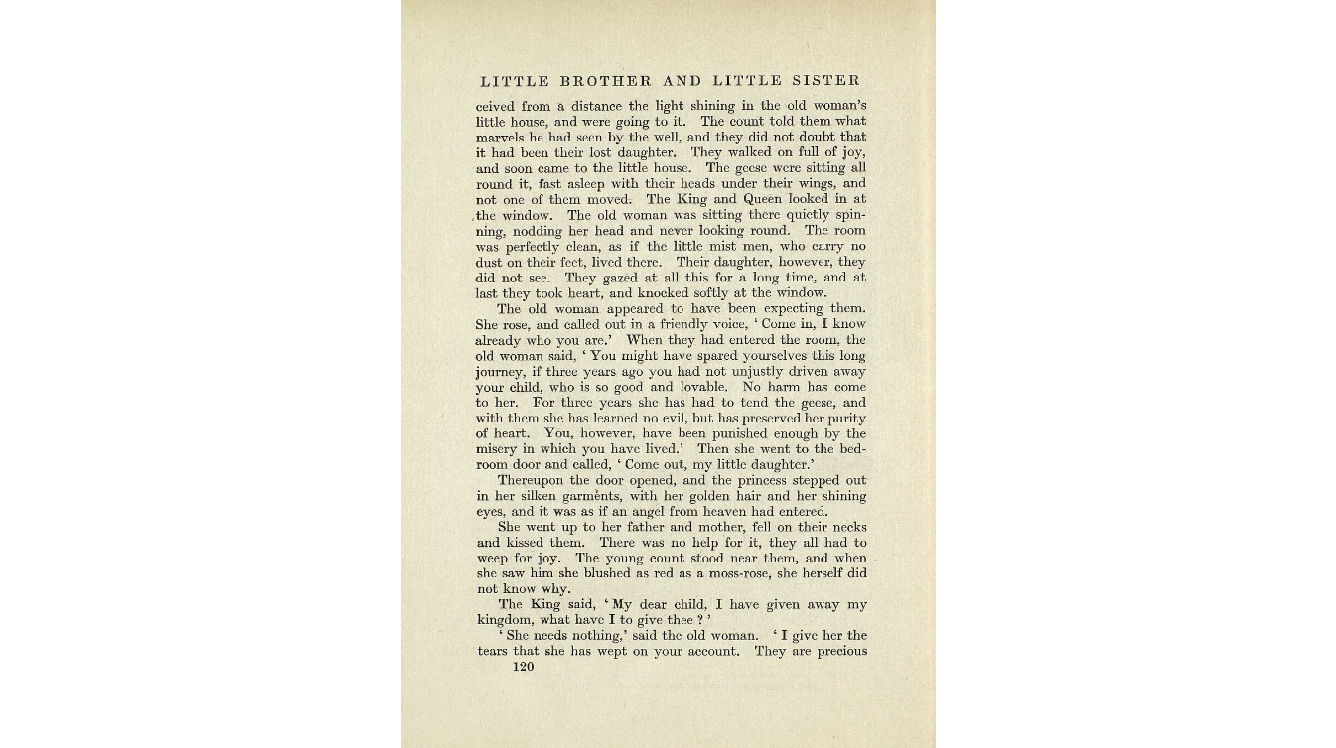 LITTLE BROTHER AND LITTLE SISTER
ceived from a distance the light shining in the old woman's
little house, and were going to it. The count told them what
marvels he had seen by the well, and they did not doubt that
it had been their lost daughter. They walked on full of joy,
and soon came to the little house. The geese were sitting all
round it, fast asleep with their heads under their wings, and
not one of them moved. The King and Queen looked in at
the window. The old woman was sitting there quietly spin-
ning, nodding her head and never looking round. The room
was perfectly clean, as if the little mist men, who carry no
dust on their feet, lived there. Their daughter, however, they
did not see. They gazed at all this for a long time, and at
last they took heart, and knocked softly at the window.
The old woman appeared to have been expecting them.
She rose, and called out in a friendly voice, ‘ Come in, I know
already who you are.’ When they had entered the room, the
old woman said, ‘ You might have spared yourselves this long
journey, if three years ago you had not unjustly driven away
your child, who is so good and lovable. No harm has come
to her. For three years she has had to tend the geese, and
with them she has learned no evil, but has preserved her purity
of heart. You, however, have been punished enough by the
misery in which you have lived.’ Then she went to the bed-
room door and called, ‘ Come out, my little daughter.’
Thereupon the door opened, and the princess stepped out
in her silken garments, with her golden hair and her shining
eyes, and it was as if an angel from heaven had entered.
She went up to her father and mother, fell on their necks
and kissed them. There was no help for it, they all had to
weep for joy. The young count stood near them, and when
she saw him she blushed as red as a moss-rose, she herself did
not know why.
The King said, ‘ My dear child, I have given away my
kingdom, what have I to give thee ? ’
‘ She needs nothing,’ said the old woman. ‘ I give her the
tears that she has wept on your account. They are precious
120